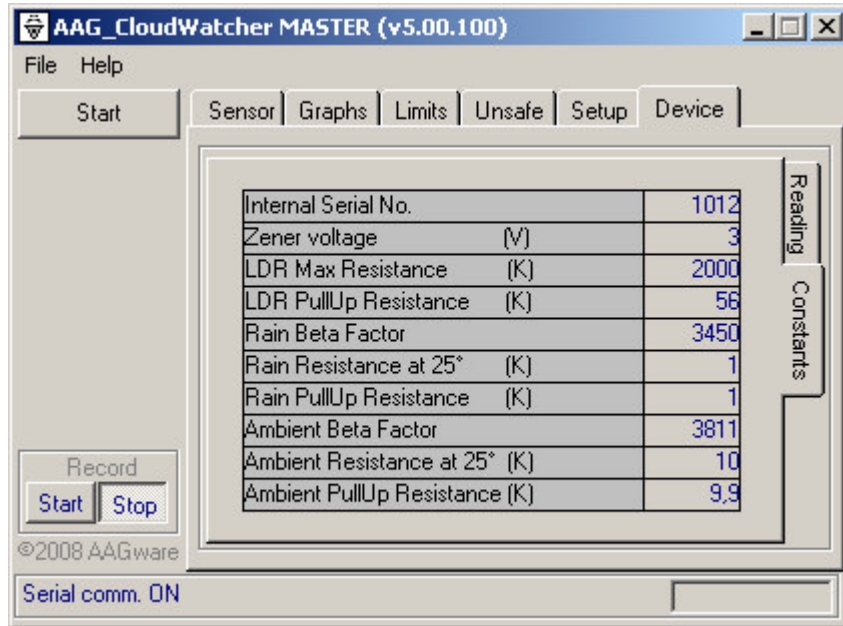 AAG_CloudWatcher MASTER (v5.00.100)
File Help
Start
Sensor Graphs Limits Unsafe Setup Device
Reading
Constants
Internal Serial No. 1012
Zener voltage (V) 3
LDR Max Resistance (K) 2000
LDR PullUp Resistance (K) 56
Rain Beta Factor 3450
Rain Resistance at 25° (K) 1
Rain PullUp Resistance (K) 1
Ambient Beta Factor 3811
Ambient Resistance at 25° (K) 10
Ambient PullUp Resistance (K) 9,9
Record
Start Stop
©2008 AAGware
Serial comm. ON